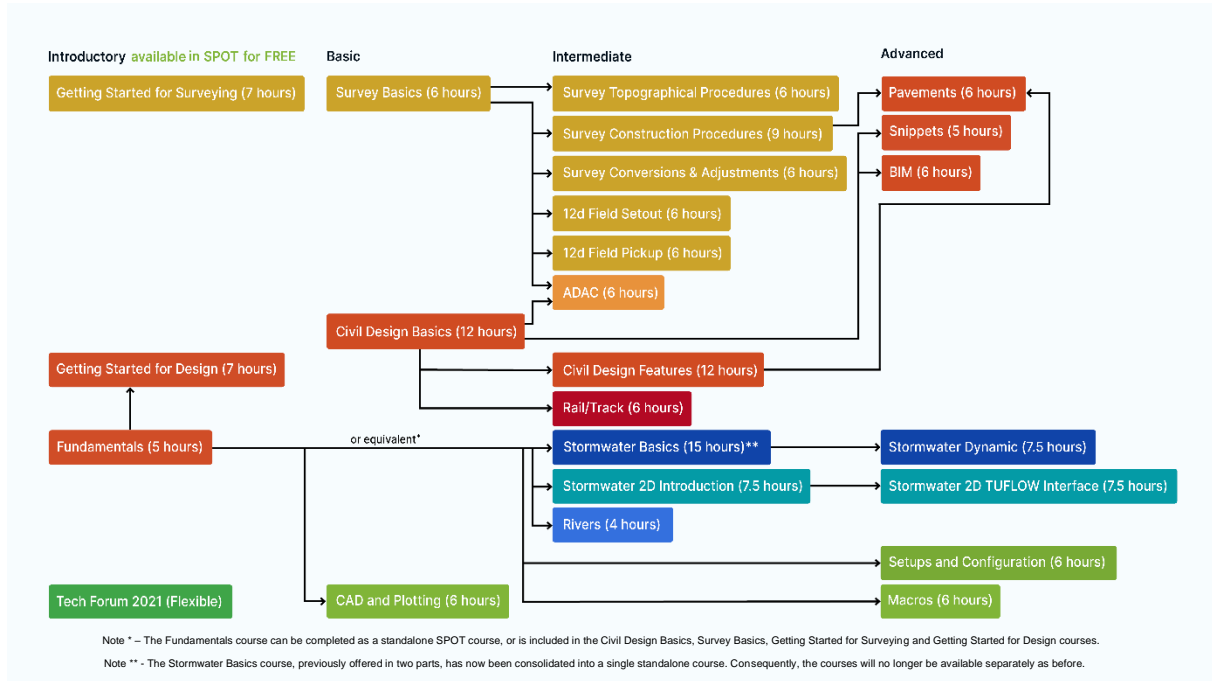 Introductory available in SPOT for FREE
Basic
Intermediate
Advanced
Getting Started for Surveying (7 hours)
Survey Basics (6 hours)
Survey Topographical Procedures (6 hours)
Pavements (6 hours)
Survey Construction Procedures (9 hours)
Snippets (5 hours)
Survey Conversions & Adjustments (6 hours)
BIM (6 hours)
12d Field Setout (6 hours)
12d Field Pickup (6 hours)
ADAC (6 hours)
Civil Design Basics (12 hours)
Getting Started for Design (7 hours)
Civil Design Features (12 hours)
Rail/Track (6 hours)
Fundamentals (5 hours)
or equivalent*
Stormwater Basics (15 hours)**
Stormwater Dynamic (7.5 hours)
Stormwater 2D Introduction (7.5 hours)
Stormwater 2D TUFLOW Interface (7.5 hours)
Rivers (4 hours)
Setups and Configuration (6 hours)
Tech Forum 2021 (Flexible)
CAD and Plotting (6 hours)
Macros (6 hours)
Note * – The Fundamentals course can be completed as a standalone SPOT course, or is included in the Civil Design Basics, Survey Basics, Getting Started for Surveying and Getting Started for Design courses.
Note ** - The Stormwater Basics course, previously offered in two parts, has now been consolidated into a single standalone course. Consequently, the courses will no longer be available separately as before.